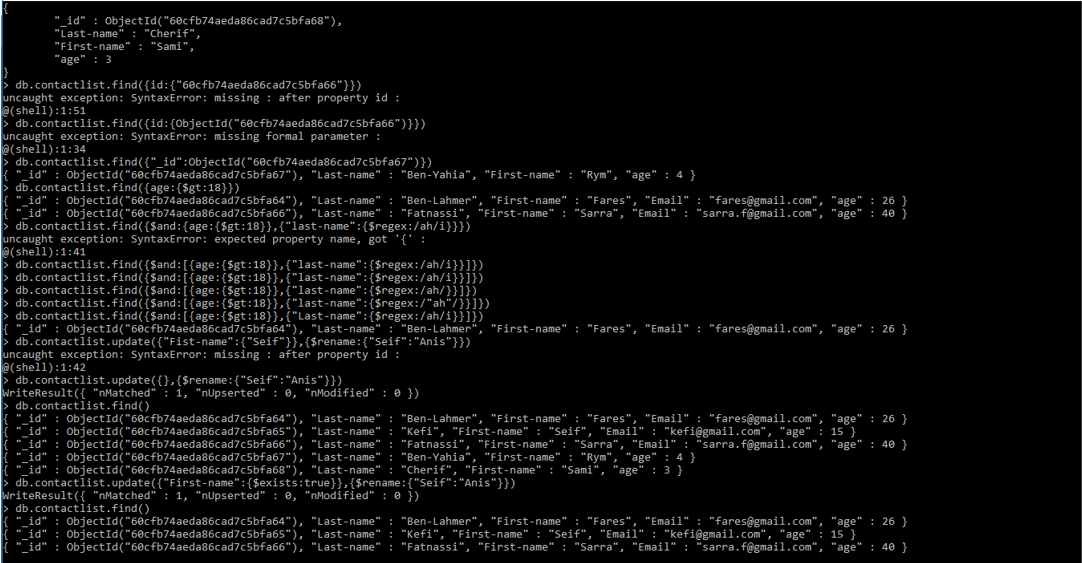 {
        "_id" : ObjectId("60cfb74aeda86cad7c5bfa68"),
        "Last-name" : "Cherif",
        "First-name" : "Sami",
        "age" : 3
}
> db.contactlist.find({id:{"60cfb74aeda86cad7c5bfa66"}})
uncaught exception: SyntaxError: missing : after property id :
@(shell):1:51
> db.contactlist.find({id:{ObjectId("60cfb74aeda86cad7c5bfa66")}})
uncaught exception: SyntaxError: missing formal parameter :
@(shell):1:34
> db.contactlist.find({"_id":ObjectId("60cfb74aeda86cad7c5bfa67")})
{ "_id" : ObjectId("60cfb74aeda86cad7c5bfa67"), "Last-name" : "Ben-Yahia", "First-name" : "Rym", "age" : 4 }
> db.contactlist.find({age:{$gt:18}})
{ "_id" : ObjectId("60cfb74aeda86cad7c5bfa64"), "Last-name" : "Ben-Lahmer", "First-name" : "Fares", "Email" : "fares@gmail.com", "age" : 26 }
{ "_id" : ObjectId("60cfb74aeda86cad7c5bfa66"), "Last-name" : "Fatnassi", "First-name" : "Sarra", "Email" : "sarra.f@gmail.com", "age" : 40 }
> db.contactlist.find({$and:{age:{$gt:18}},{"last-name":{$regex:/ah/i}}})
uncaught exception: SyntaxError: expected property name, got '{' :
@(shell):1:41
> db.contactlist.find({$and:[{age:{$gt:18}},{"last-name":{$regex:/ah/i}}]})
> db.contactlist.find({$and:[{age:{$gt:18}},{"last-name":{$regex:/ah/i}}]})
> db.contactlist.find({$and:[{age:{$gt:18}},{"last-name":{$regex:/ah/}}]})
> db.contactlist.find({$and:[{age:{$gt:18}},{"last-name":{$regex:/"ah"/}}]})
> db.contactlist.find({$and:[{age:{$gt:18}},{"Last-name":{$regex:/ah/i}}]})
{ "_id" : ObjectId("60cfb74aeda86cad7c5bfa64"), "Last-name" : "Ben-Lahmer", "First-name" : "Fares", "Email" : "fares@gmail.com", "age" : 26 }
> db.contactlist.update({"Fist-name":{"Seif"}},{$rename:{"Seif":"Anis"}})
uncaught exception: SyntaxError: missing : after property id :
@(shell):1:42
> db.contactlist.update({},{$rename:{"Seif":"Anis"}})
WriteResult({ "nMatched" : 1, "nUpserted" : 0, "nModified" : 0 })
> db.contactlist.find()
{ "_id" : ObjectId("60cfb74aeda86cad7c5bfa64"), "Last-name" : "Ben-Lahmer", "First-name" : "Fares", "Email" : "fares@gmail.com", "age" : 26 }
{ "_id" : ObjectId("60cfb74aeda86cad7c5bfa65"), "Last-name" : "Kefi", "First-name" : "Seif", "Email" : "kefi@gmail.com", "age" : 15 }
{ "_id" : ObjectId("60cfb74aeda86cad7c5bfa66"), "Last-name" : "Fatnassi", "First-name" : "Sarra", "Email" : "sarra.f@gmail.com", "age" : 40 }
{ "_id" : ObjectId("60cfb74aeda86cad7c5bfa67"), "Last-name" : "Ben-Yahia", "First-name" : "Rym", "age" : 4 }
{ "_id" : ObjectId("60cfb74aeda86cad7c5bfa68"), "Last-name" : "Cherif", "First-name" : "Sami", "age" : 3 }
> db.contactlist.update({"First-name":{$exists:true}},{$rename:{"Seif":"Anis"}})
WriteResult({ "nMatched" : 1, "nUpserted" : 0, "nModified" : 0 })
> db.contactlist.find()
{ "_id" : ObjectId("60cfb74aeda86cad7c5bfa64"), "Last-name" : "Ben-Lahmer", "First-name" : "Fares", "Email" : "fares@gmail.com", "age" : 26 }
{ "_id" : ObjectId("60cfb74aeda86cad7c5bfa65"), "Last-name" : "Kefi", "First-name" : "Seif", "Email" : "kefi@gmail.com", "age" : 15 }
{ "_id" : ObjectId("60cfb74aeda86cad7c5bfa66"), "Last-name" : "Fatnassi", "First-name" : "Sarra", "Email" : "sarra.f@gmail.com", "age" : 40 }